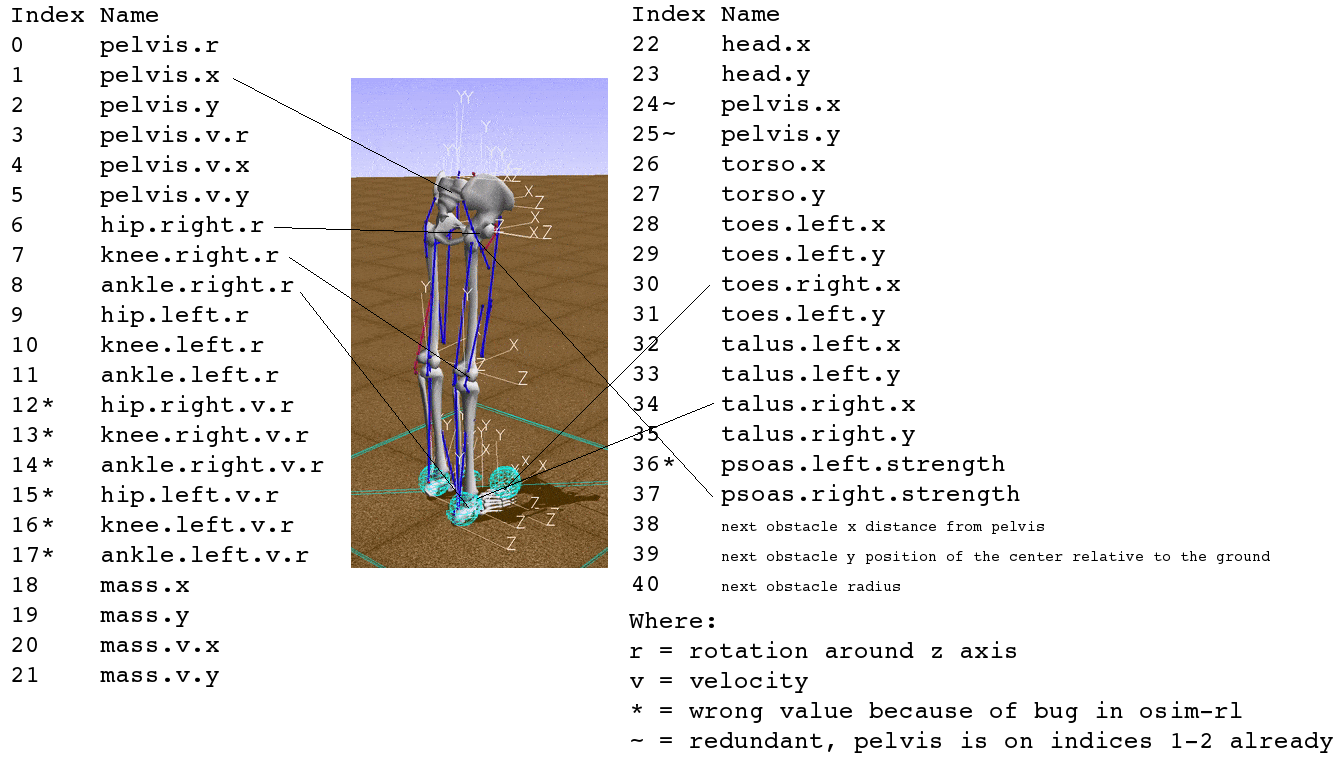 Index Name
0 pelvis.r
1 pelvis.x
2 pelvis.y
3 pelvis.v.r
4 pelvis.v.x
5 pelvis.v.y
6 hip.right.r
7 knee.right.r
8 ankle.right.r
9 hip.left.r
10 knee.left.r
11 ankle.left.r
12* hip.right.v.r
13* knee.right.v.r
14* ankle.right.v.r
15* hip.left.v.r
16* knee.left.v.r
17* ankle.left.v.r
18 mass.x
19 mass.y
20 mass.v.x
21 mass.v.y
Index Name
22 head.x
23 head.y
24~ pelvis.x
25~ pelvis.y
26 torso.x
27 torso.y
28 toes.left.x
29 toes.left.y
30 toes.right.x
31 toes.left.y
32 talus.left.x
33 talus.left.y
34 talus.right.x
35 talus.right.y
36* psoas.left.strength
37 psoas.right.strength
38 next obstacle x distance from pelvis
39 next obstacle y position of the center relative to the ground
40 next obstacle radius
Where:
r = rotation around z axis
v = velocity
* = wrong value because of bug in osim-rl
~ = redundant, pelvis is on indices 1-2 already